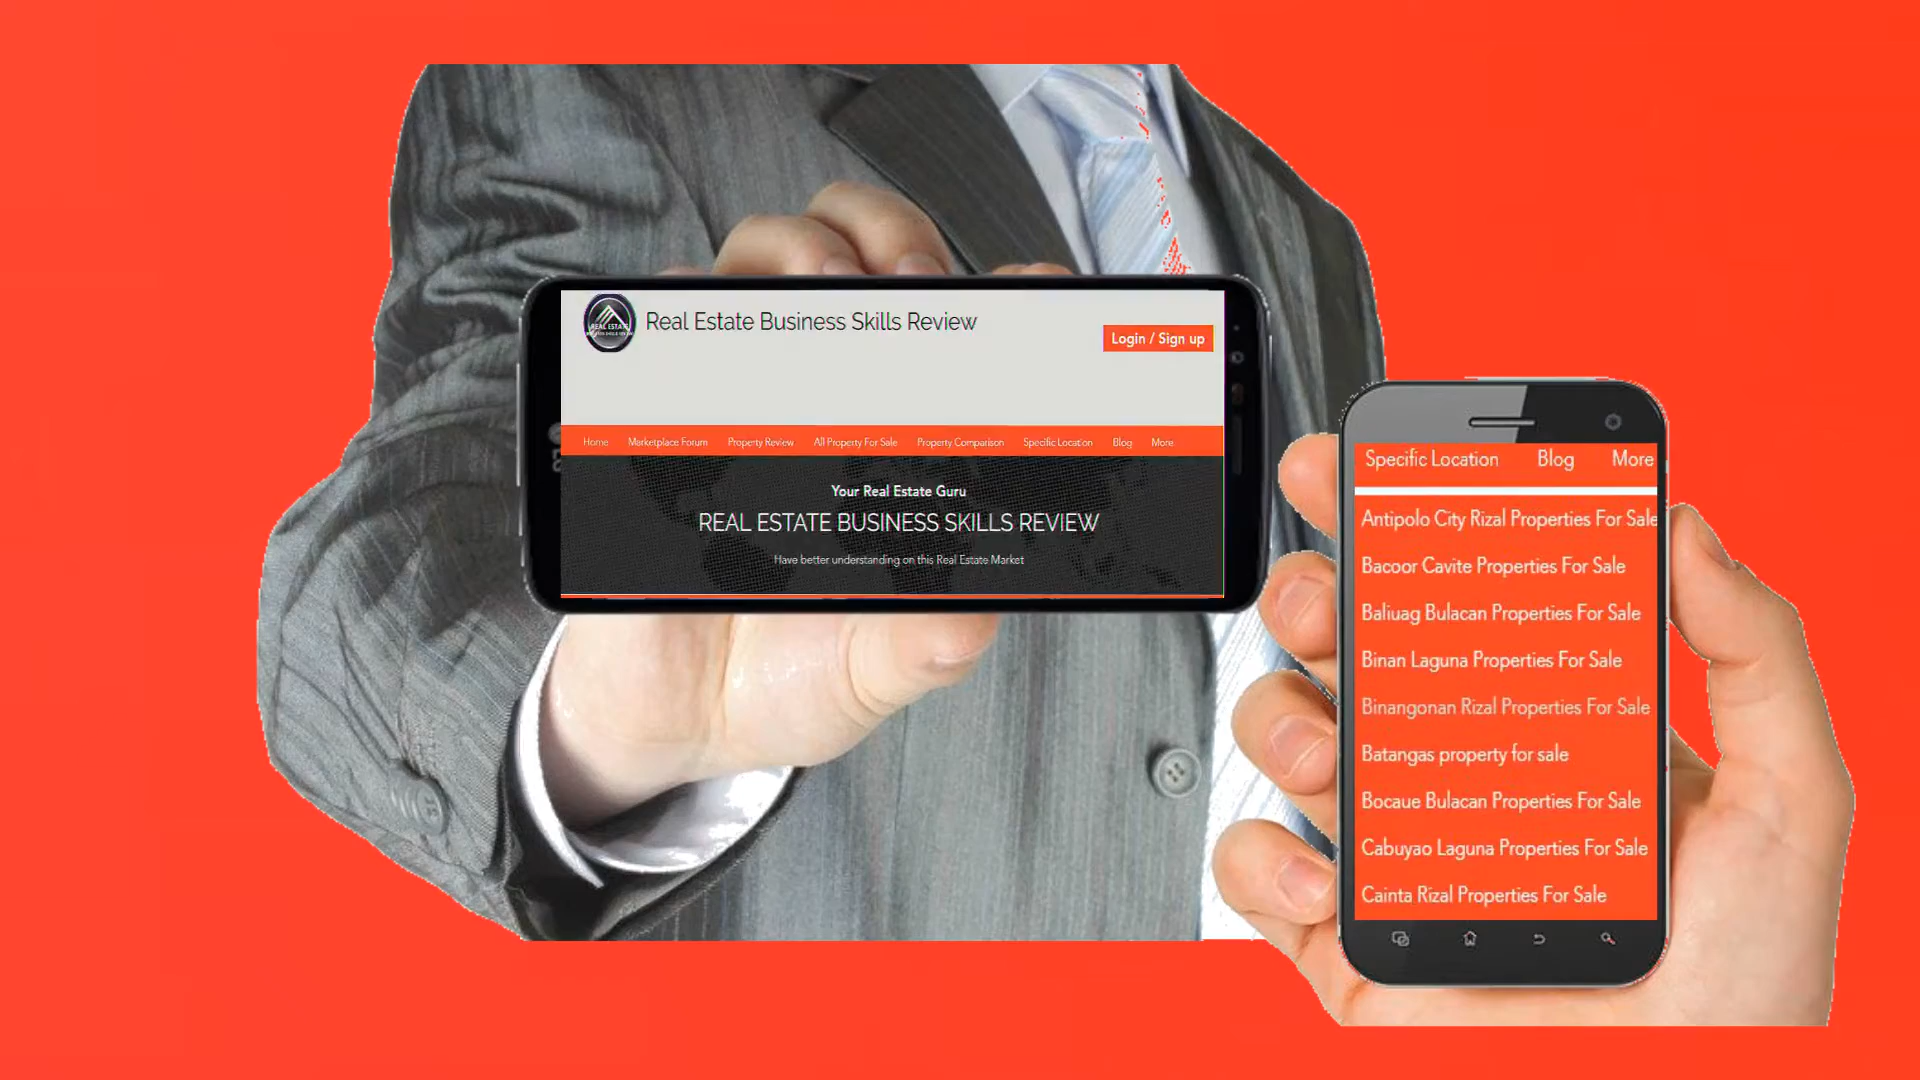 REAL ESTATE
Real Estate Business Skills Review
Login / Sign up
Home Marketplace Forum Property Review All Property For Sale Property Comparison Specific Location Blog More
Your Real Estate Guru
REAL ESTATE BUSINESS SKILLS REVIEW
Have better understanding on this Real Estate Market
Specific Location Blog More
Antipolo City Rizal Properties For Sale
Bacoor Cavite Properties For Sale
Baliuag Bulacan Properties For Sale
Binan Laguna Properties For Sale
Binangonan Rizal Properties For Sale
Batangas property for sale
Bocaue Bulacan Properties For Sale
Cabuyao Laguna Properties For Sale
Cainta Rizal Properties For Sale